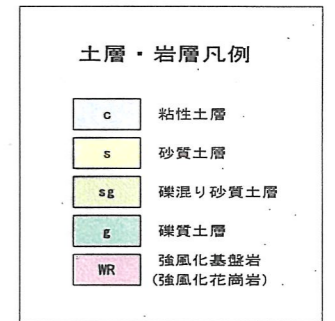 土層・岩層凡例
c 粘性土層
s 砂質土層
sg 礫混り砂質土層
g 礫質土層
WR 強風化基盤岩
(強風化花崗岩)